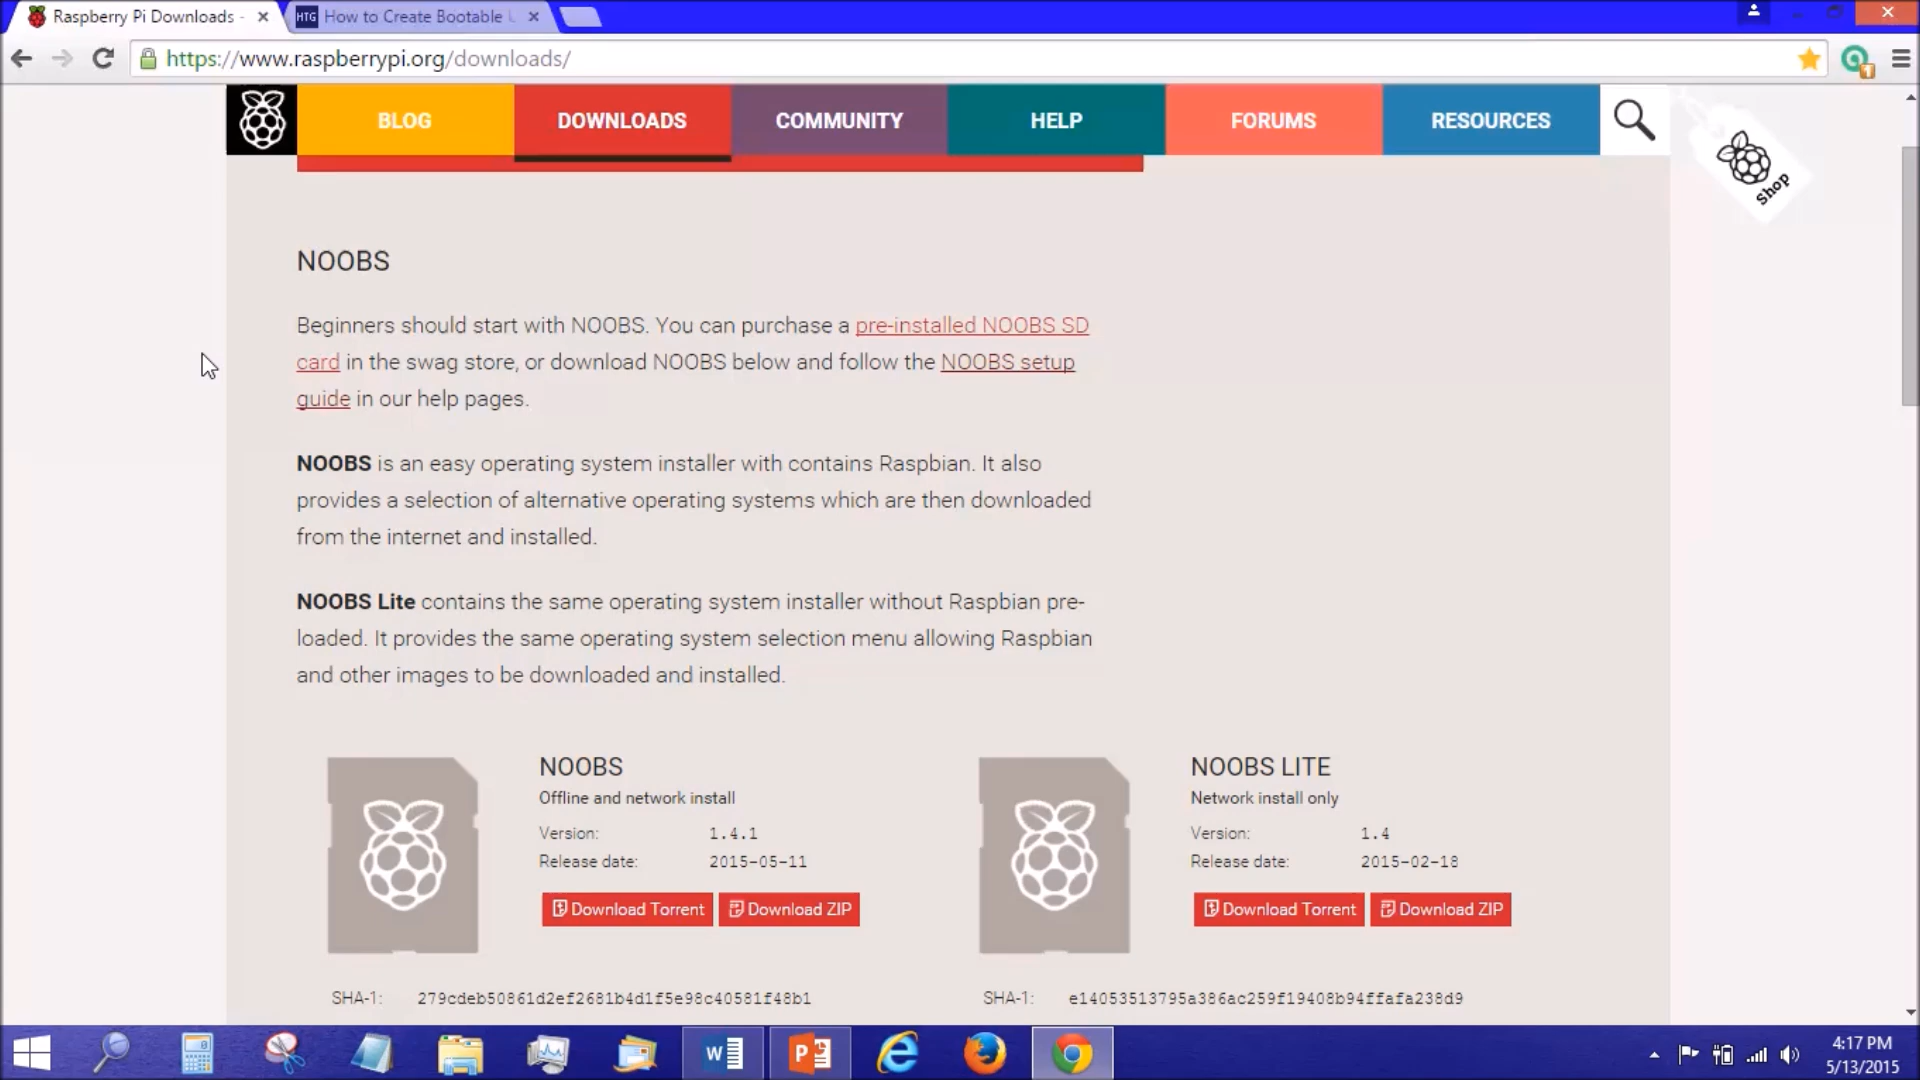 Raspberry Pi Downloads -
HTG How to Create Bootable U
https://www.raspberrypi.org/downloads/
BLOG DOWNLOADS COMMUNITY HELP FORUMS RESOURCES
Shop
NOOBS
Beginners should start with NOOBS. You can purchase a pre-installed NOOBS SD
card in the swag store, or download NOOBS below and follow the NOOBS setup
guide in our help pages.
NOOBS is an easy operating system installer with contains Raspbian. It also
provides a selection of alternative operating systems which are then downloaded
from the internet and installed.
NOOBS Lite contains the same operating system installer without Raspbian pre-
loaded. It provides the same operating system selection menu allowing Raspbian
and other images to be downloaded and installed.
NOOBS
Offline and network install
Version: 1.4.1
Release date: 2015-05-11
Download Torrent Download ZIP
SHA-1: 279cdeb50861d2ef2681b4d1f5e98c40581f48b1
NOOBS LITE
Network install only
Version: 1.4
Release date: 2015-02-18
Download Torrent Download ZIP
SHA-1: e14053513795a386ac259f19408b94ffafa238d9
4:17 PM
5/13/2015